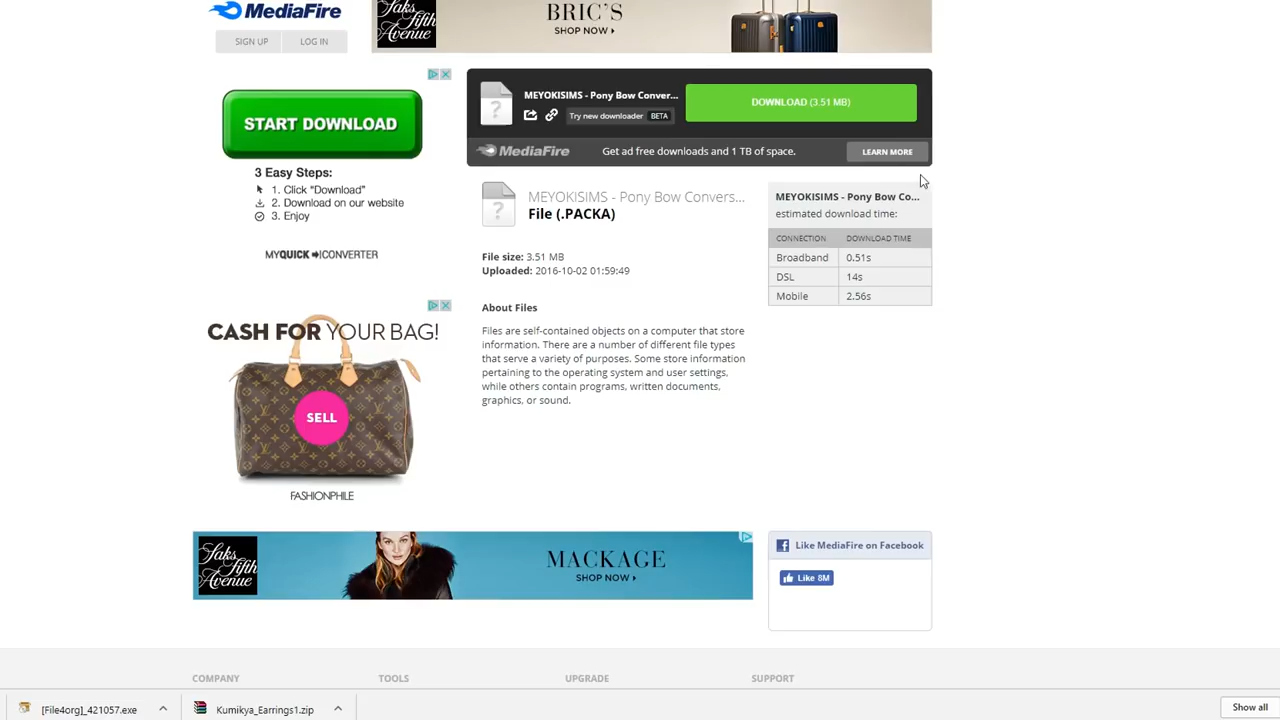 MediaFire
SIGN UP
LOG IN
Saks
Fifth
Avenue
BRIC'S
SHOP NOW
START DOWNLOAD
3 Easy Steps:
1. Click "Download"
2. Download on our website
3. Enjoy
MYQUICK CONVERTER
MEYOKISIMS - Pony Bow Conver...
Try new downloader BETA
DOWNLOAD (3.51 MB)
MediaFire
Get ad free downloads and 1 TB of space.
LEARN MORE
MEYOKISIMS - Pony Bow Convers...
File (.PACKA)
File size: 3.51 MB
Uploaded: 2016-10-02 01:59:49
About Files
Files are self-contained objects on a computer that store
information. There are a number of different file types
that serve a variety of purposes. Some store information
pertaining to the operating system and user settings,
while others contain programs, written documents,
graphics, or sound.
MEYOKISIMS - Pony Bow Co...
estimated download time:
CONNECTION DOWNLOAD TIME
Broadband 0.51s
DSL 14s
Mobile 2.56s
CASH FOR YOUR BAG!
SELL
FASHIONPHILE
Saks
Fifth
Avenue
MACKAGE
SHOP NOW
Like MediaFire on Facebook
Like 8M
COMPANY
TOOLS
UPGRADE
SUPPORT
[File4org]_421057.exe
Kumikya_Earrings1.zip
Show all